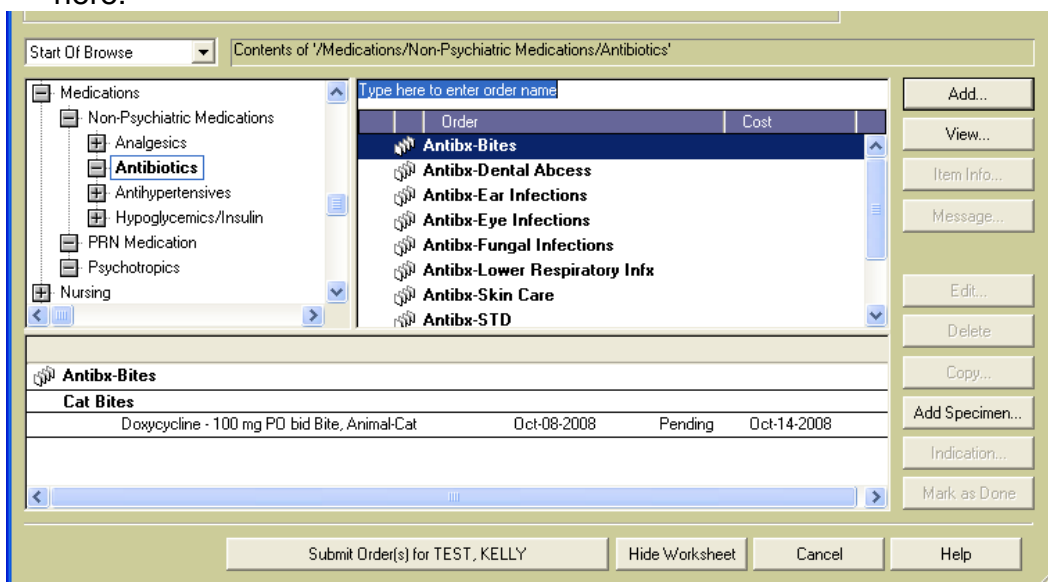 here.
Start Of Browse
Contents of '/Medications/Non-Psychiatric Medications/Antibiotics'
Medications
Non-Psychiatric Medications
Analgesics
Antibiotics
Antihypertensives
Hypoglycemics/Insulin
PRN Medication
Psychotropics
Nursing
Type here to enter order name
Order Cost
Antibx-Bites
Antibx-Dental Abcess
Antibx-Ear Infections
Antibx-Eye Infections
Antibx-Fungal Infections
Antibx-Lower Respiratory Infx
Antibx-Skin Care
Antibx-STD
Add...
View...
Item Info...
Message...
Edit...
Delete
Copy...
Add Specimen...
Indication...
Mark as Done
Antibx-Bites
Cat Bites
Doxycycline - 100 mg PO bid Bite, Animal-Cat Oct-08-2008 Pending Oct-14-2008
Submit Order(s) for TEST, KELLY Hide Worksheet Cancel Help